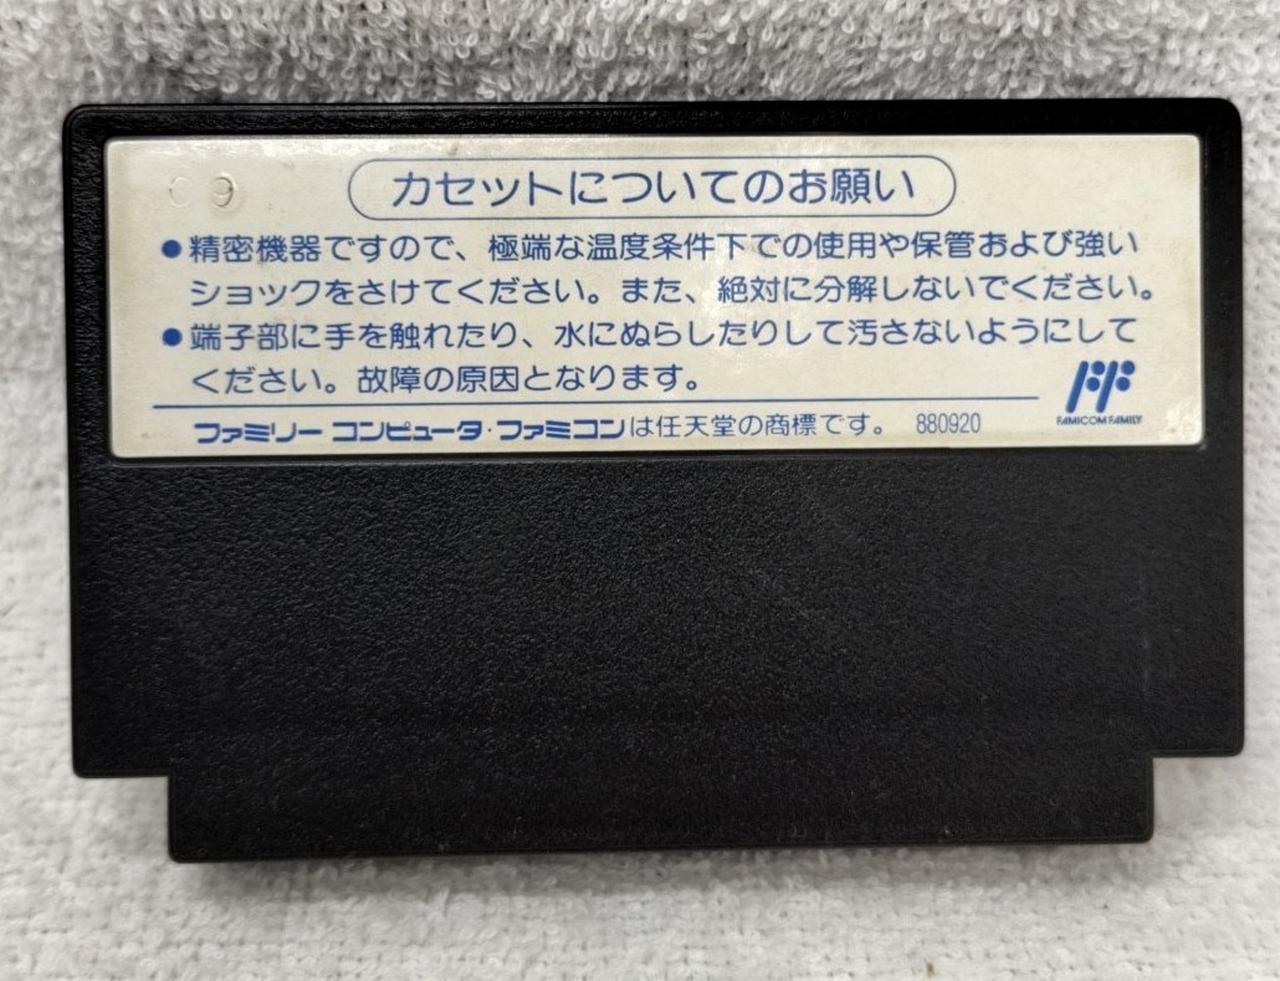 09
カセットについてのお願い
●精密機器ですので、極端な温度条件下での使用や保管および強い
ショックをさけてください。また、絶対に分解しないでください。
●端子部に手を触れたり、水にぬらしたりして汚さないようにして
ください。故障の原因となります。
FF
FAMICOM FAMILY
ファミリー コンピュータ・ファミコンは任天堂の商標です。 880920